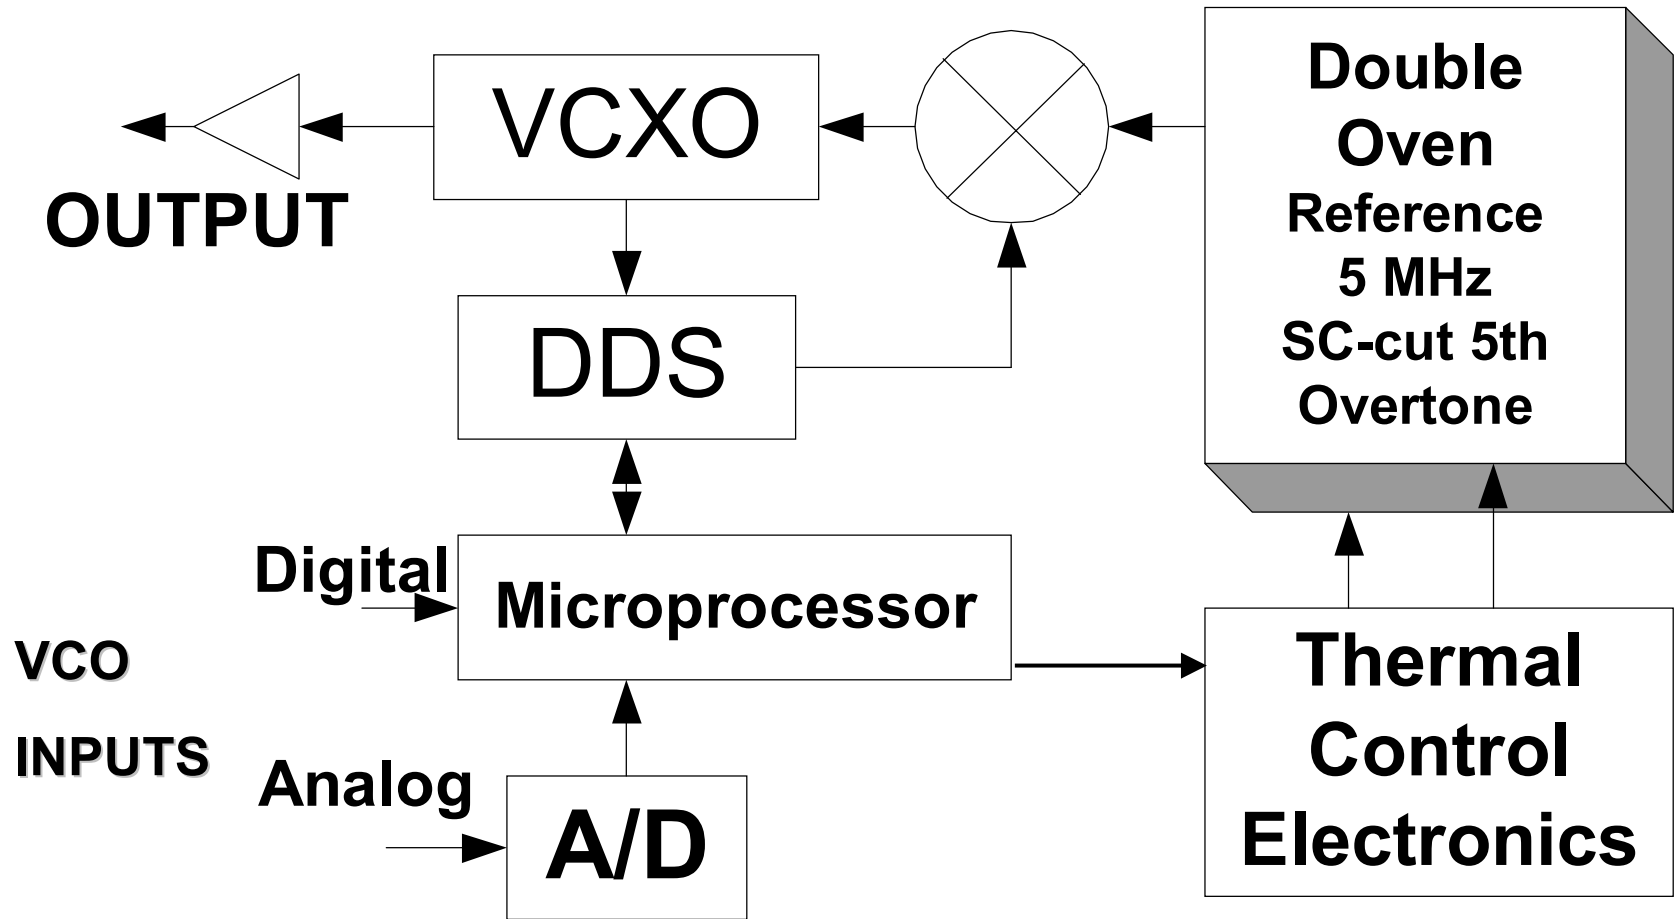 VCXO
OUTPUT
DDS
Double
Oven
Reference
5 MHz
SC-cut 5th
Overtone
Digital
Microprocessor
VCO
INPUTS
Analog
A/D
Thermal
Control
Electronics